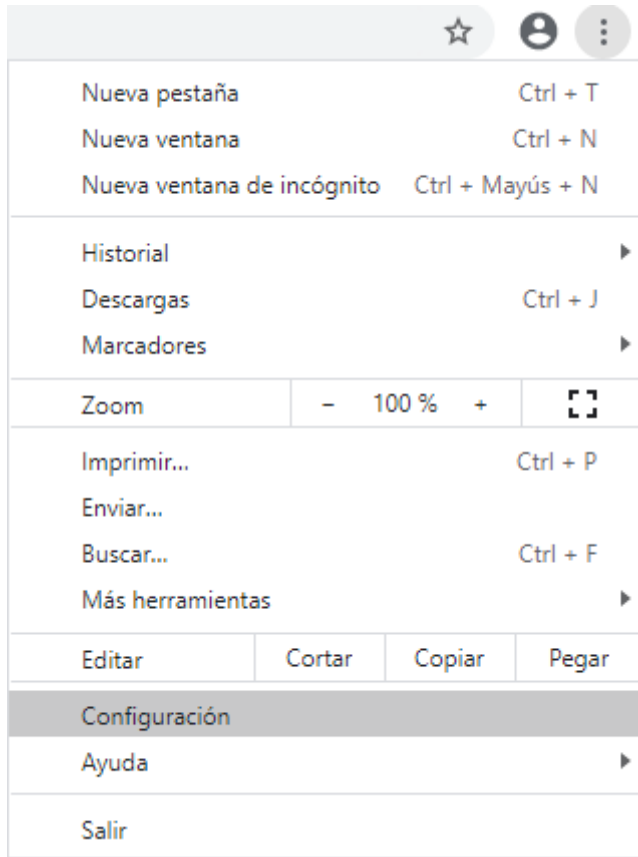 Nueva pestaña Ctrl + T
Nueva ventana Ctrl + N
Nueva ventana de incógnito Ctrl + Mayús + N
Historial
Descargas Ctrl + J
Marcadores
Zoom – 100 % +
Imprimir... Ctrl + P
Enviar...
Buscar... Ctrl + F
Más herramientas
Editar Cortar Copiar Pegar
Configuración
Ayuda
Salir